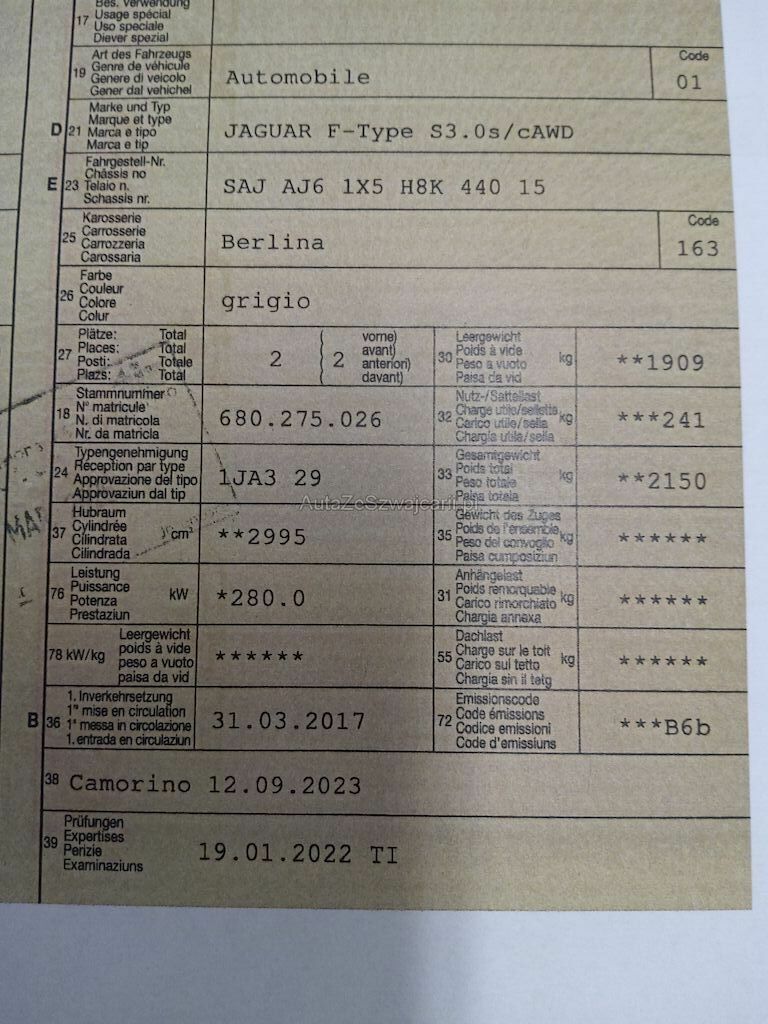 Bes. Verwendung
17 Usage spécial
Uso speciale
Diever spezial
Art des Fahrzeugs
19 Genre de véhicule
Genere di veicolo
Gener dal vehichel
Automobile
Code
01
Marke und Typ
D 21 Marque et type
Marca e tipo
Marca e tip
JAGUAR F-Type S3.0s/cAWD
Fahrgestell-Nr.
E 23 Châssis no
Telaio n.
Schassis nr.
SAJ AJ6 1X5 H8K 440 15
Karosserie
25 Carrosserie
Carrozzeria
Carossaria
Berlina
Code
163
Farbe
26 Couleur
Colore
Colur
grigio
27 Plätze: Total
Places: Total
Posti: Totale
Plazs: Total
2 ( 2 vorne)
( avant)
( anteriori)
( davant)
30 Leergewicht
Poids à vide kg
Peso a vuoto
Paisa da vid
**1909
18 Stammnummer
N° matricule
N. di matricola
Nr. da matricla
680.275.026
32 Nutz-/Sattellast
Charge utile/sellette kg
Carico utile/sella
Chargia utila/sella
***241
24 Typengenehmigung
Réception par type
Approvazione del tipo
Approvaziun dal tip
1JA3 29
33 Gesamtgewicht
Poids total kg
Peso totale
Paisa totala
**2150
AutaZeSzwajcarii.pl
37 Hubraum
Cylindrée cm³
Cilindrata
Cilindrada
**2995
35 Gewicht des Zuges
Poids de l'ensemble kg
Peso del convoglio
Paisa cumposiziun
******
76 Leistung
Puissance kW
Potenza
Prestaziun
*280.0
31 Anhängelast
Poids remorquable kg
Carico rimorchiato
Chargia annexa
******
78 kW/kg Leergewicht
poids à vide
peso a vuoto
paisa da vid
******
55 Dachlast
Charge sur le toit kg
Carico sul tetto
Chargia sin il tetg
******
B 36 1. Inverkehrsetzung
1re mise en circulation
1a messa in circolazione
1. entrada en circulaziun
31.03.2017
72 Emissionscode
Code émissions
Codice emissioni
Code d'emissiuns
***B6b
38 Camorino 12.09.2023
39 Prüfungen
Expertises
Perizie
Examinaziuns
19.01.2022 TI